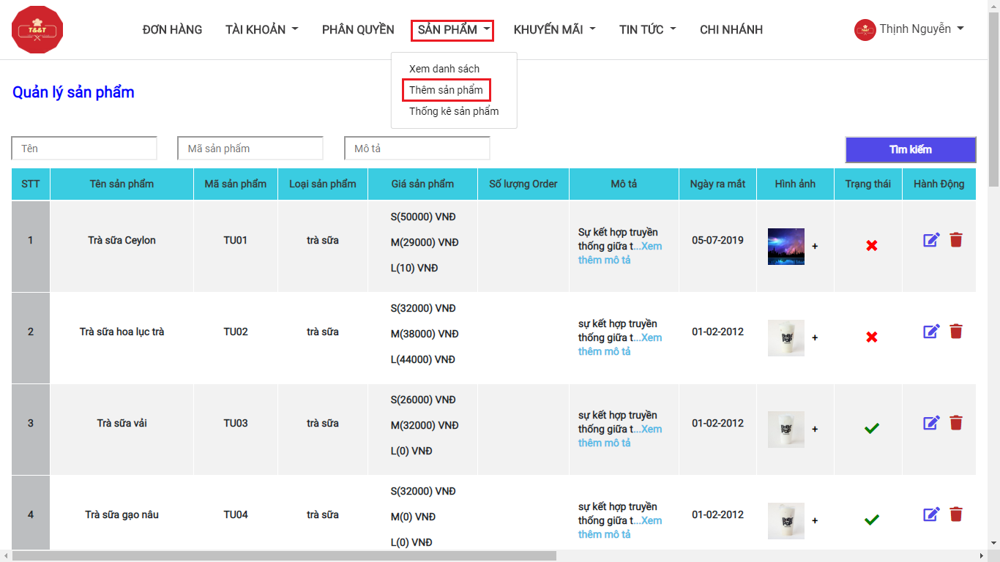 T&&T
ĐƠN HÀNG TÀI KHOẢN PHÂN QUYỀN SẢN PHẨM KHUYẾN MÃI TIN TỨC CHI NHÁNH Thịnh Nguyễn
Xem danh sách
Thêm sản phẩm
Thống kê sản phẩm
Quản lý sản phẩm
Tên Mã sản phẩm Mô tả Tìm kiếm
STT Tên sản phẩm Mã sản phẩm Loại sản phẩm Giá sản phẩm Số lượng Order Mô tả Ngày ra mắt Hình ảnh Trạng thái Hành Động
1 Trà sữa Ceylon TU01 trà sữa
S(50000) VNĐ
M(29000) VNĐ
L(10) VNĐ
Sự kết hợp truyền
thống giữa t...Xem
thêm mô tả
05-07-2019 +
2 Trà sữa hoa lục trà TU02 trà sữa
S(32000) VNĐ
M(38000) VNĐ
L(44000) VNĐ
sự kết hợp truyền
thống giữa t...Xem
thêm mô tả
01-02-2012 +
3 Trà sữa vải TU03 trà sữa
S(26000) VNĐ
M(32000) VNĐ
L(0) VNĐ
sự kết hợp truyền
thống giữa t...Xem
thêm mô tả
01-02-2012 +
4 Trà sữa gạo nâu TU04 trà sữa
S(32000) VNĐ
M(0) VNĐ
L(0) VNĐ
sự kết hợp truyền
thống giữa t...Xem
thêm mô tả
01-02-2012 +